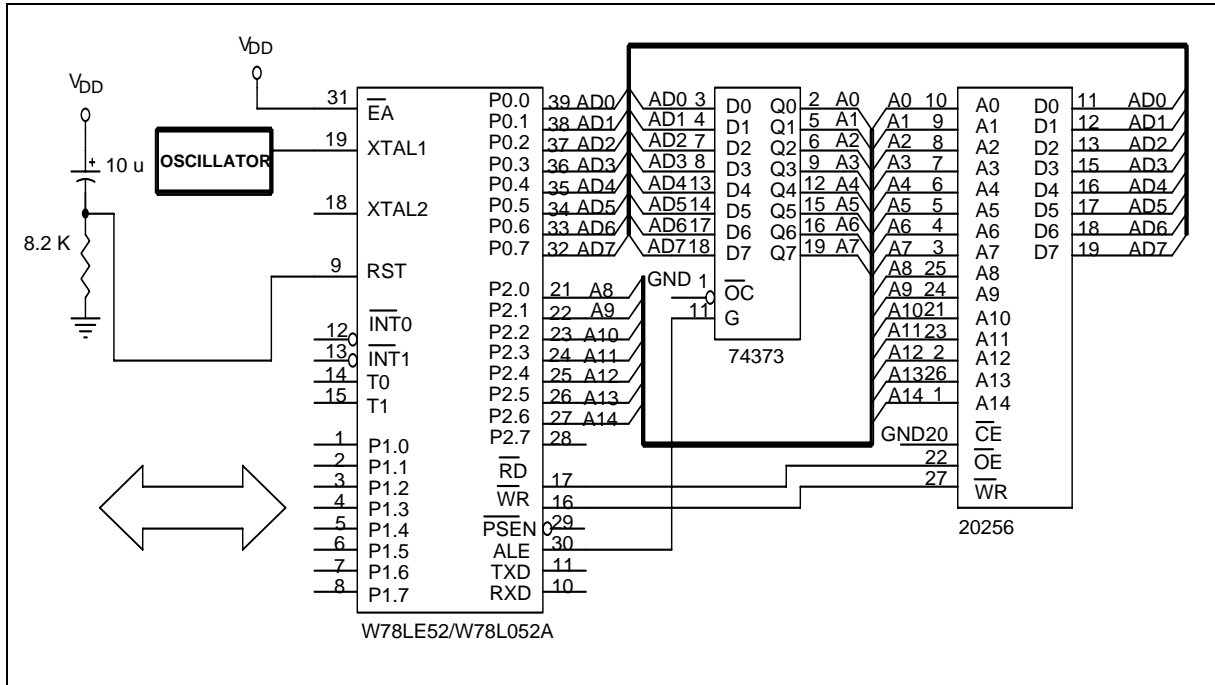 VDD
VDD
10 u
8.2 K
OSCILLATOR
31 EA
19 XTAL1
18 XTAL2
9 RST
12 INT0
13 INT1
14 T0
15 T1
1 P1.0
2 P1.1
3 P1.2
4 P1.3
5 P1.4
6 P1.5
7 P1.6
8 P1.7
P0.0 39 AD0
P0.1 38 AD1
P0.2 37 AD2
P0.3 36 AD3
P0.4 35 AD4
P0.5 34 AD5
P0.6 33 AD6
P0.7 32 AD7
P2.0 21 A8
P2.1 22 A9
P2.2 23 A10
P2.3 24 A11
P2.4 25 A12
P2.5 26 A13
P2.6 27 A14
P2.7 28
RD 17
WR 16
PSEN 29
ALE 30
TXD 11
RXD 10
W78LE52/W78L052A
AD0 3 D0 Q0 2 A0
AD1 4 D1 Q1 5 A1
AD2 7 D2 Q2 6 A2
AD3 8 D3 Q3 9 A3
AD4 13 D4 Q4 12 A4
AD5 14 D5 Q5 15 A5
AD6 17 D6 Q6 16 A6
AD7 18 D7 Q7 19 A7
GND 1 OC
11 G
74373
A0 10 A0 D0 11 AD0
A1 9 A1 D1 12 AD1
A2 8 A2 D2 13 AD2
A3 7 A3 D3 15 AD3
A4 6 A4 D4 16 AD4
A5 5 A5 D5 17 AD5
A6 4 A6 D6 18 AD6
A7 3 A7 D7 19 AD7
A8 25 A8
A9 24 A9
A10 21 A10
A11 23 A11
A12 2 A12
A13 26 A13
A14 1 A14
GND 20 CE
22 OE
27 WR
20256